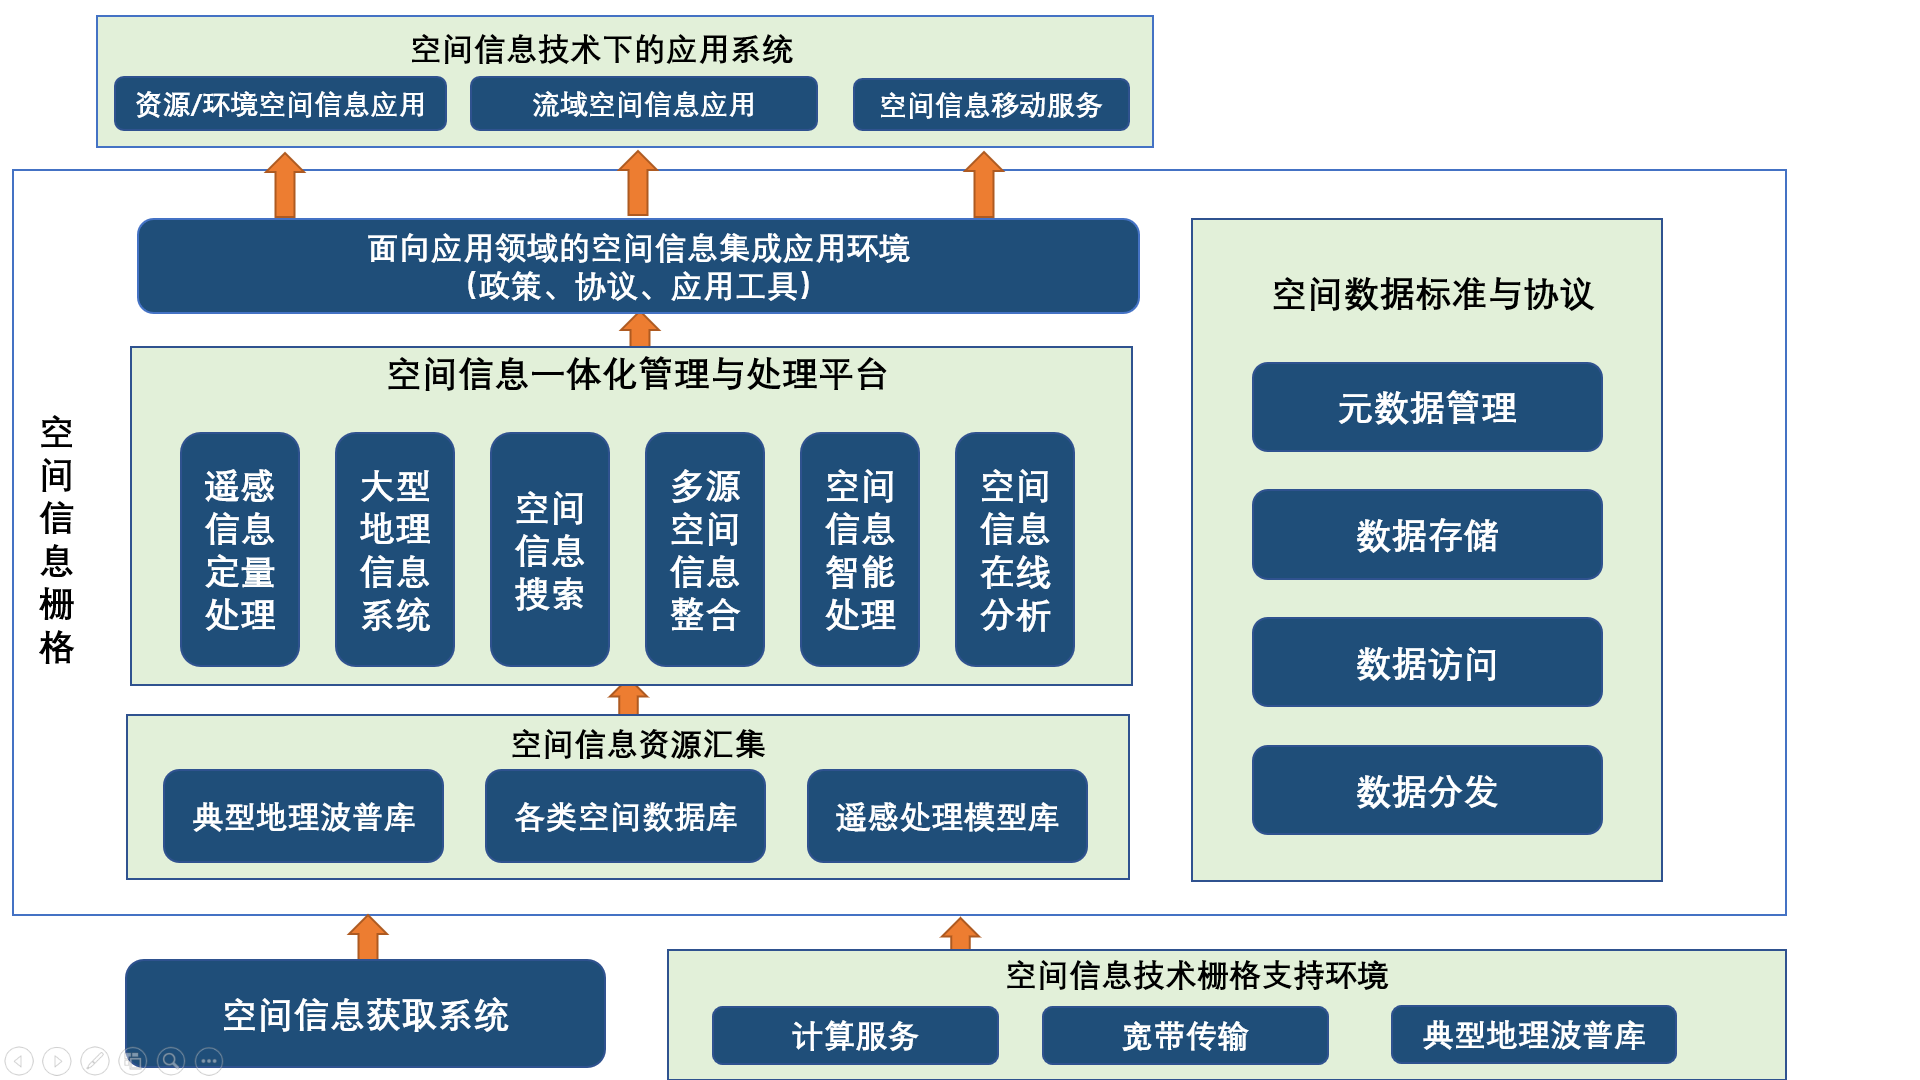 空间信息技术下的应用系统
资源/环境空间信息应用
流域空间信息应用
空间信息移动服务
面向应用领域的空间信息集成应用环境
(政策、协议、应用工具)
空间信息栅格
空间信息一体化管理与处理平台
遥感
信息
定量
处理
大型
地理
信息
系统
空间
信息
搜索
多源
空间
信息
整合
空间
信息
智能
处理
空间
信息
在线
分析
空间信息资源汇集
典型地理波普库
各类空间数据库
遥感处理模型库
空间数据标准与协议
元数据管理
数据存储
数据访问
数据分发
空间信息获取系统
空间信息技术栅格支持环境
计算服务
宽带传输
典型地理波普库